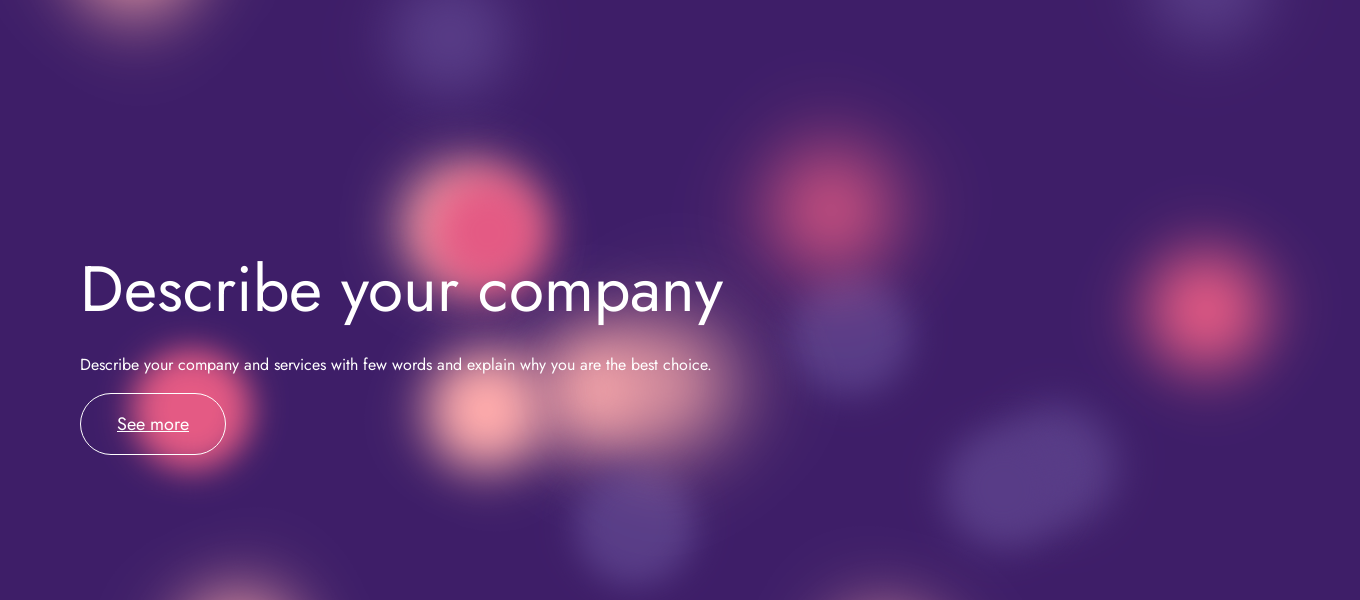 Describe your company
Describe your company and services with few words and explain why you are the best choice.
See more